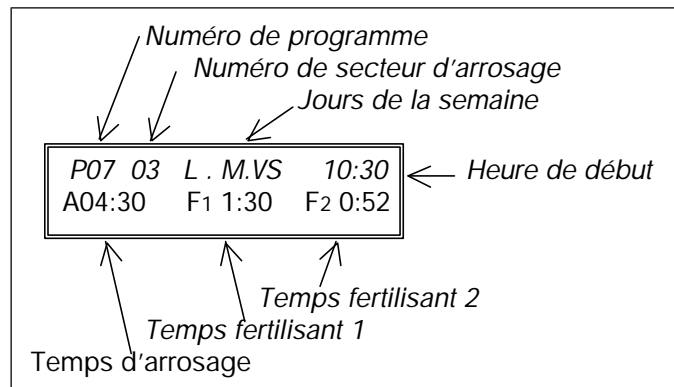 Numéro de programme
Numéro de secteur d'arrosage
Jours de la semaine
P07 03 L . M.VS 10:30
Heure de début
A04:30 F1 1:30 F2 0:52
Temps fertilisant 2
Temps fertilisant 1
Temps d'arrosage